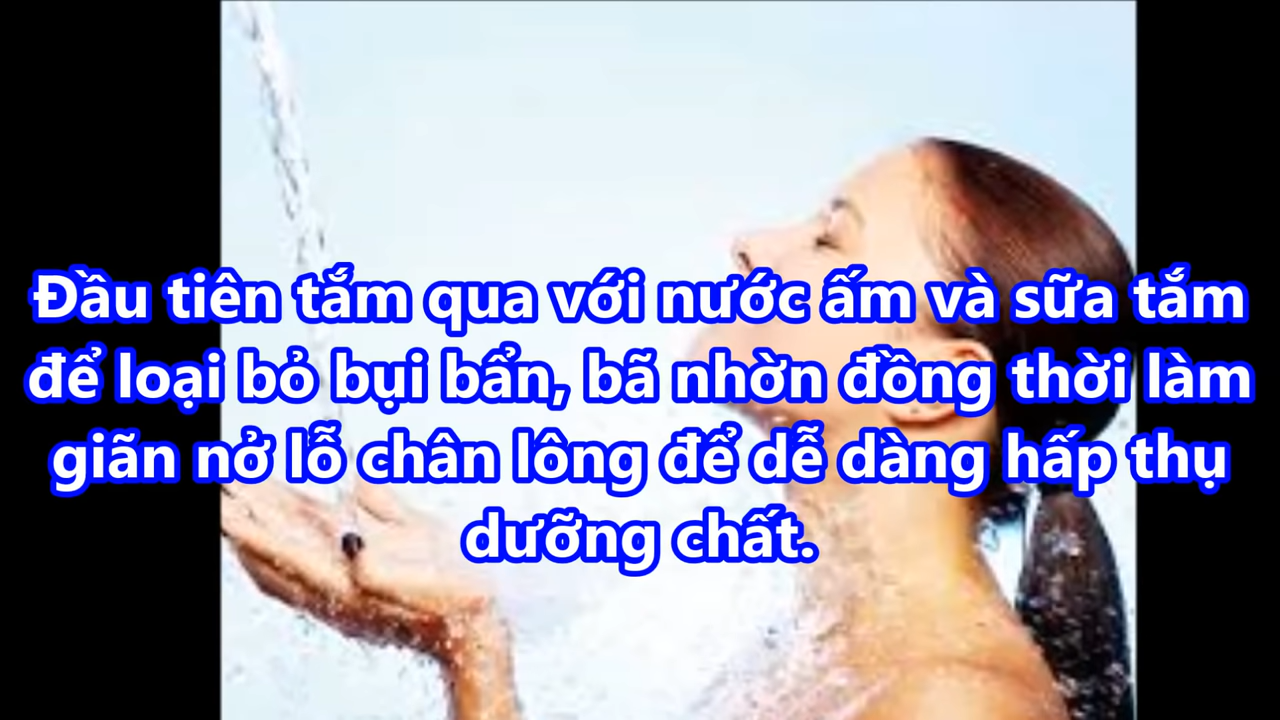 Đầu tiên tắm qua với nước ấm và sữa tắm
để loại bỏ bụi bẩn, bã nhờn đồng thời làm
giãn nở lỗ chân lông để dễ dàng hấp thụ
dưỡng chất.